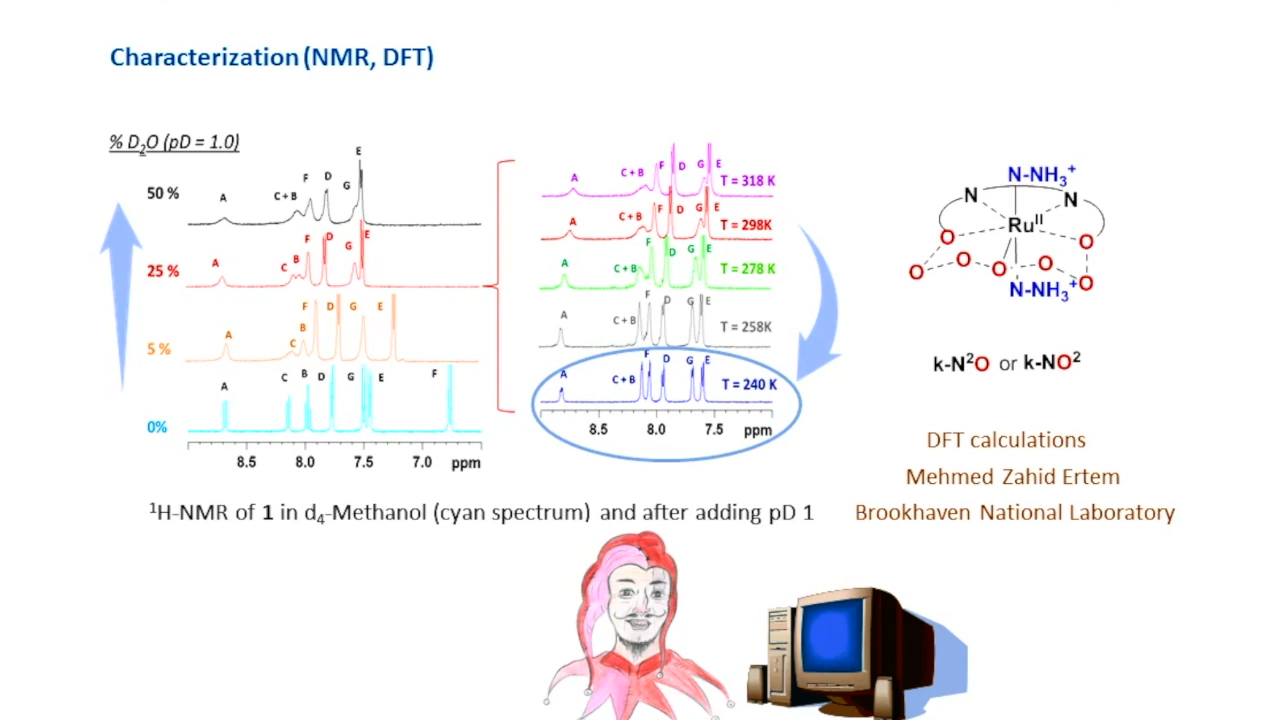 Characterization (NMR, DFT)
% D2O (pD = 1.0)
50 %
A C + B F D G E
25 %
A C B F D G E
5 %
A C B F D G E
0%
A C B D G E F
8.5 8.0 7.5 7.0 ppm
A C + B F D G E T = 318 K
A C + B F D G E T = 298K
A C + B F D G E T = 278 K
A C + B F D G E T = 258K
A C + B F D G E T = 240 K
8.5 8.0 7.5 ppm
N-NH3+
N N
RuII
O O
O O O O O
N-NH3+
k-N2O or k-NO2
DFT calculations
Mehmed Zahid Ertem
Brookhaven National Laboratory
1H-NMR of 1 in d4-Methanol (cyan spectrum) and after adding pD 1